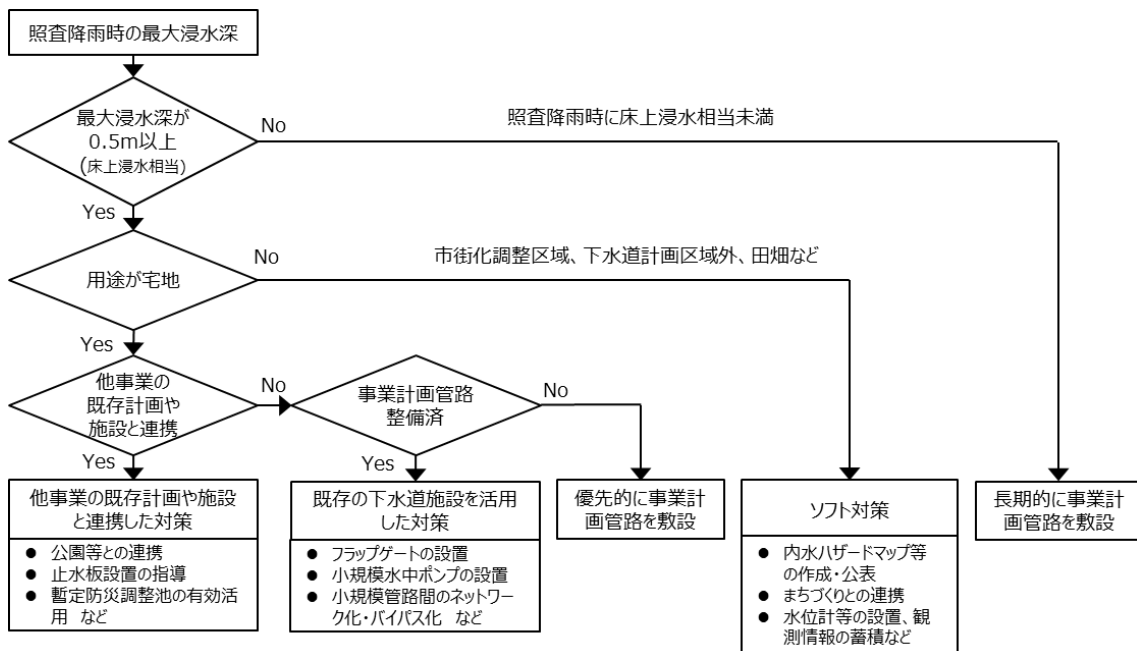 照査降雨時の最大浸水深
最大浸水深が
0.5m以上
(床上浸水相当)
No
照査降雨時に床上浸水相当未満
Yes
用途が宅地
No
市街化調整区域、下水道計画区域外、田畑など
Yes
他事業の
既存計画や
施設と連携
No
事業計画管路
整備済
No
Yes
Yes
他事業の既存計画や施設
と連携した対策
● 公園等との連携
● 止水板設置の指導
● 暫定防災調整池の有効活
用 など
既存の下水道施設を活用
した対策
● フラップゲートの設置
● 小規模水中ポンプの設置
● 小規模管路間のネットワー
ク化・バイパス化 など
優先的に事業計
画管路を敷設
ソフト対策
● 内水ハザードマップ等
の作成・公表
● まちづくりとの連携
● 水位計等の設置、観
測情報の蓄積など
長期的に事業計
画管路を敷設